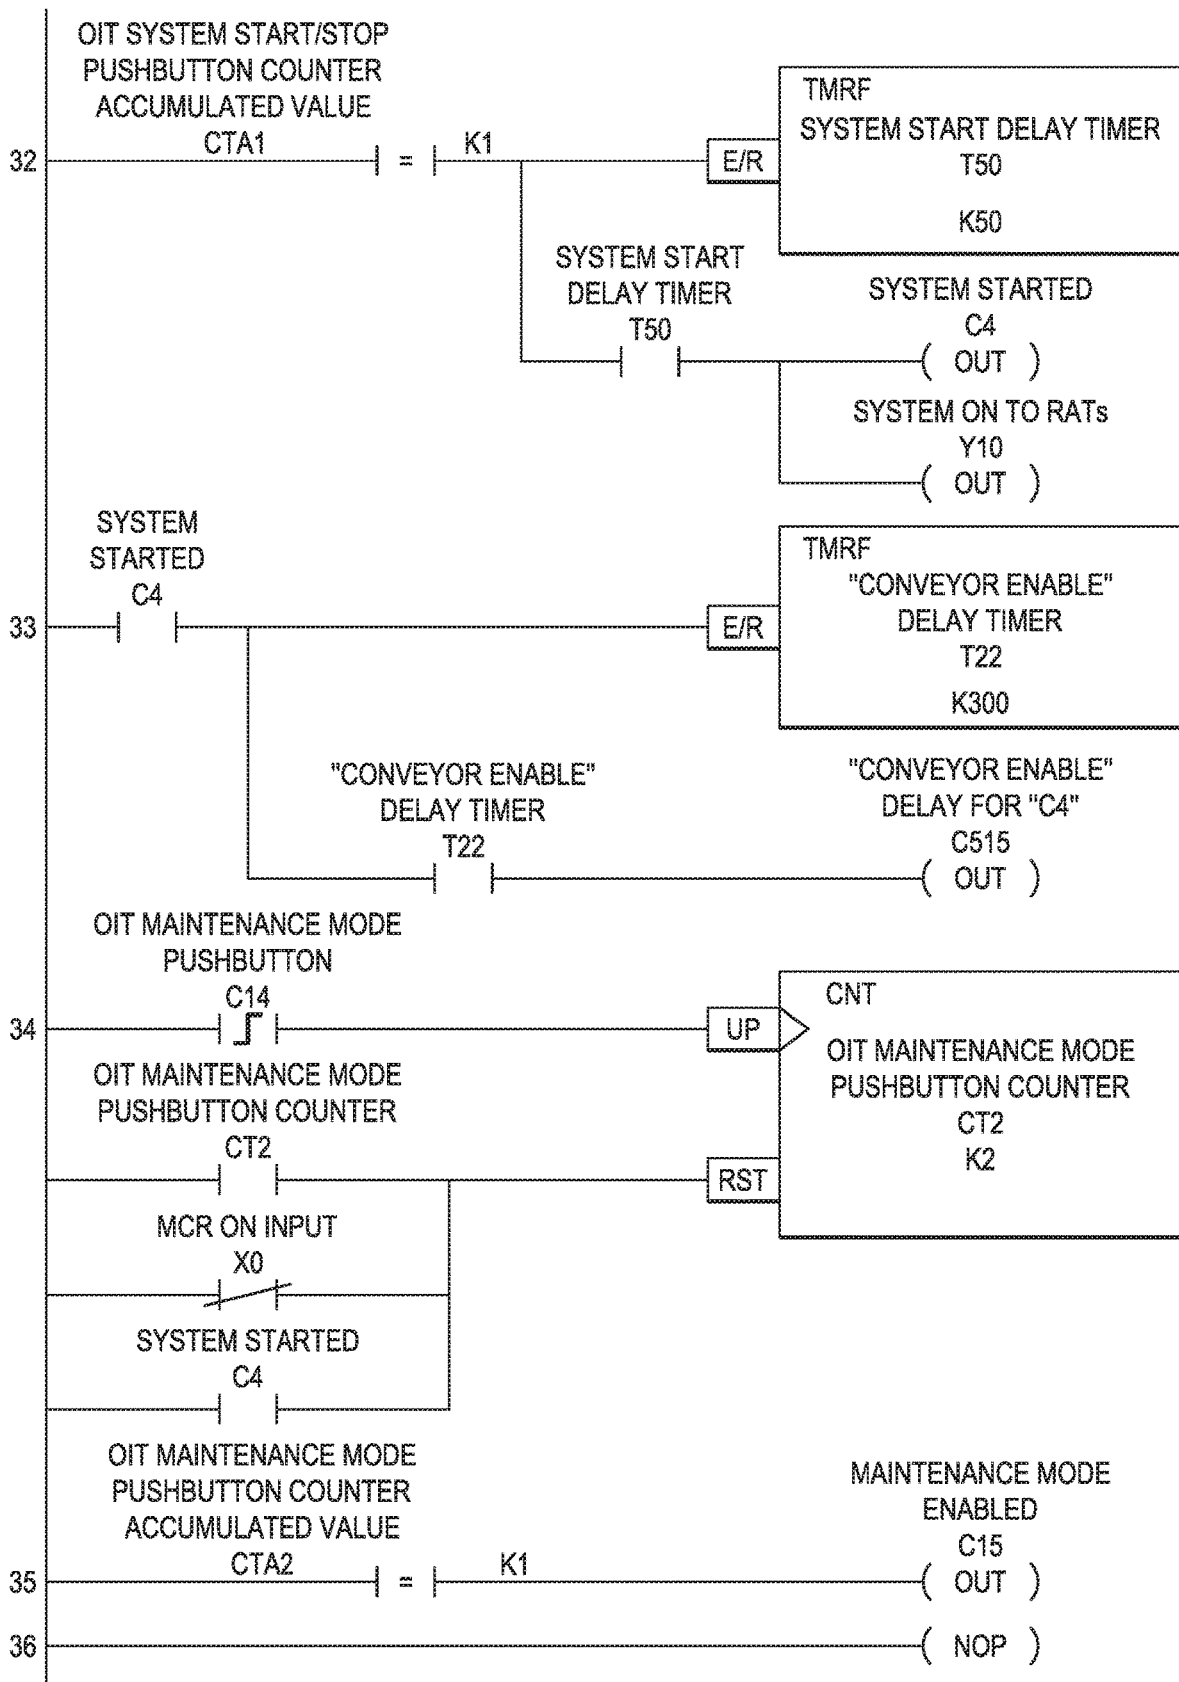 OIT SYSTEM START/STOP
PUSHBUTTON COUNTER
ACCUMULATED VALUE
CTA1
32
=
K1
E/R
TMRF
SYSTEM START DELAY TIMER
T50
K50
SYSTEM START
DELAY TIMER
T50
SYSTEM STARTED
C4
( OUT )
SYSTEM ON TO RATs
Y10
( OUT )
SYSTEM
STARTED
C4
33
E/R
TMRF
"CONVEYOR ENABLE"
DELAY TIMER
T22
K300
"CONVEYOR ENABLE"
DELAY TIMER
T22
"CONVEYOR ENABLE"
DELAY FOR "C4"
C515
( OUT )
OIT MAINTENANCE MODE
PUSHBUTTON
C14
34
UP
CNT
OIT MAINTENANCE MODE
PUSHBUTTON COUNTER
CT2
K2
OIT MAINTENANCE MODE
PUSHBUTTON COUNTER
CT2
RST
MCR ON INPUT
X0
SYSTEM STARTED
C4
OIT MAINTENANCE MODE
PUSHBUTTON COUNTER
ACCUMULATED VALUE
CTA2
35
=
K1
MAINTENANCE MODE
ENABLED
C15
( OUT )
36
( NOP )